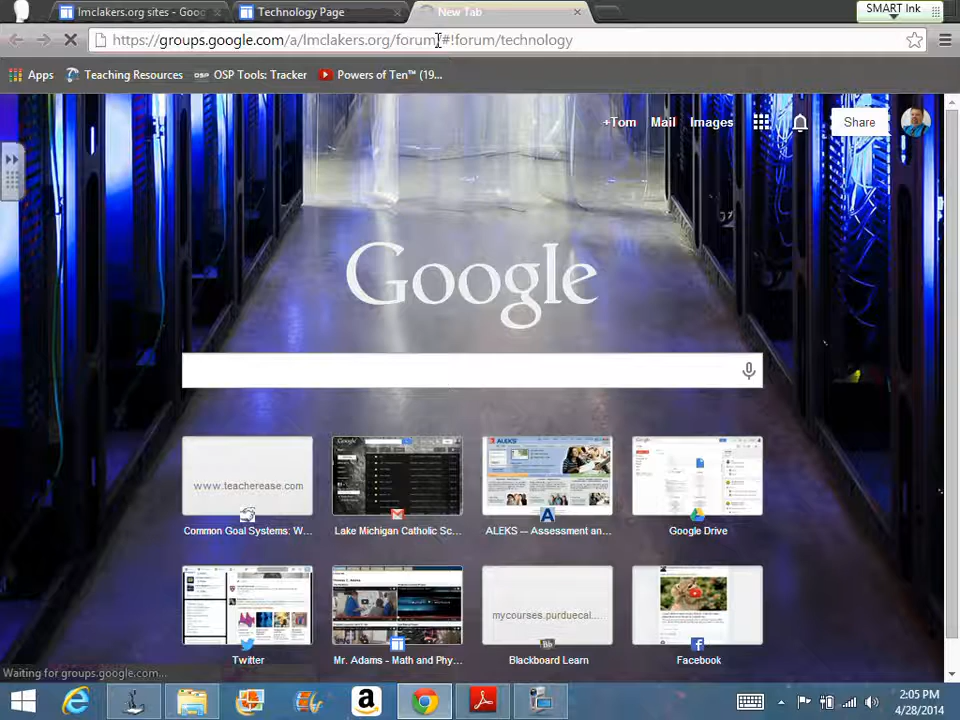 lmclakers.org sites - Goo
Technology Page
New Tab
SMART Ink
https://groups.google.com/a/lmclakers.org/forum/#!forum/technology
Apps
Teaching Resources
OSP
OSP Tools: Tracker
Powers of Ten™ (19...
+Tom
Mail
Images
Share
Google
www.teacherease.com
ALEKS
Common Goal Systems: W...
Lake Michigan Catholic Sc...
ALEKS -- Assessment an...
Google Drive
mycourses.purduecal...
Bb
Twitter
Mr. Adams - Math and Phy...
Blackboard Learn
Facebook
Waiting for groups.google.com...
2:05 PM
4/28/2014